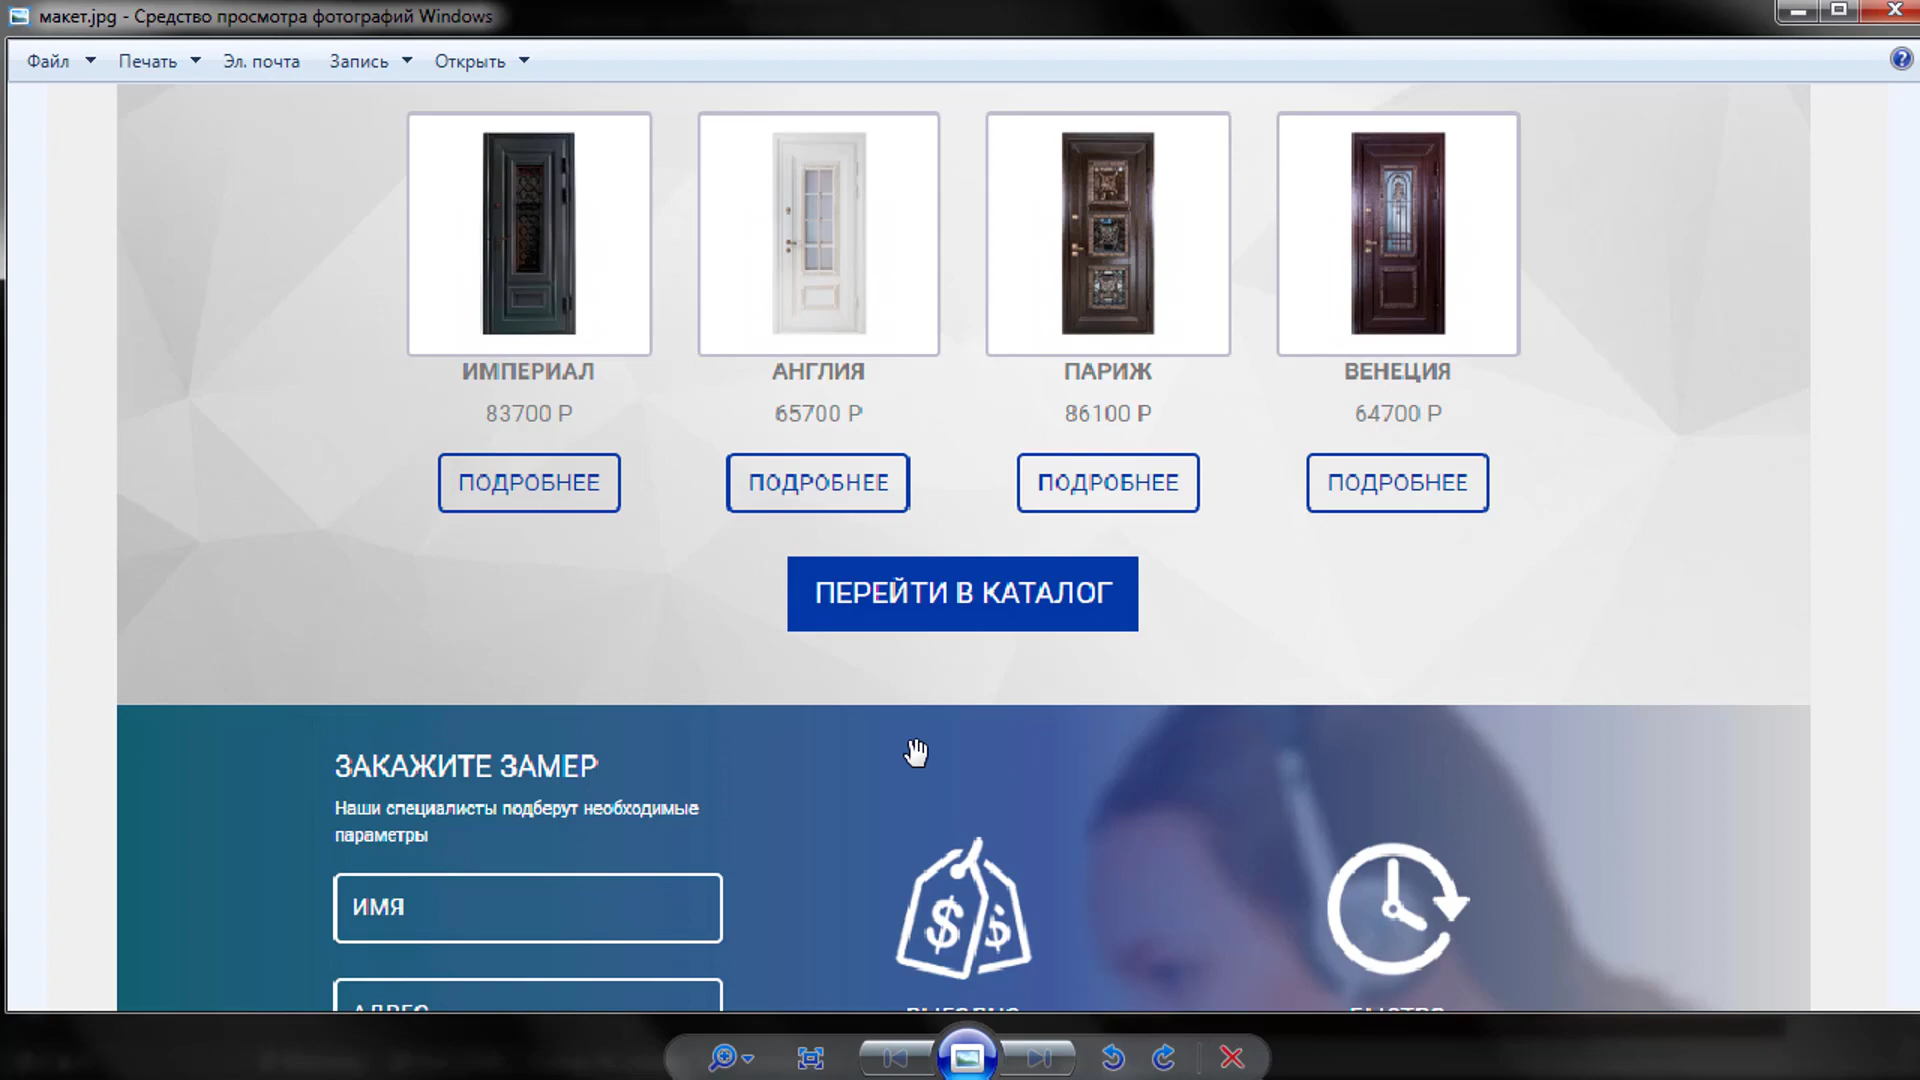 макет.jpg - Средство просмотра фотографий Windows
Файл Печать Эл. почта Запись Открыть
ИМПЕРИАЛ АНГЛИЯ ПАРИЖ ВЕНЕЦИЯ
83700 Р 65700 Р 86100 Р 64700 Р
ПОДРОБНЕЕ ПОДРОБНЕЕ ПОДРОБНЕЕ ПОДРОБНЕЕ
ПЕРЕЙТИ В КАТАЛОГ
ЗАКАЖИТЕ ЗАМЕР
Наши специалисты подберут необходимые
параметры
ИМЯ
$ $